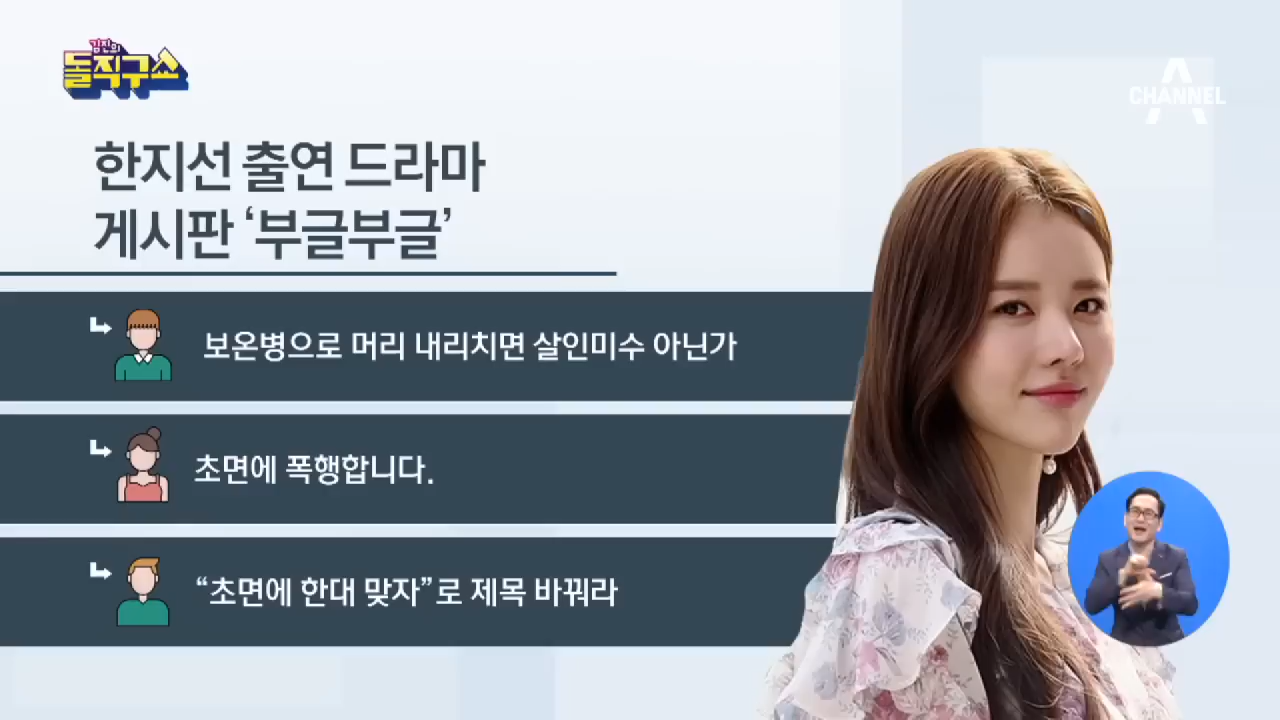 김진의
돌직구쇼
CHANNEL
한지선 출연 드라마
게시판 ‘부글부글’
보온병으로 머리 내리치면 살인미수 아닌가
초면에 폭행합니다.
“초면에 한대 맞자”로 제목 바꿔라